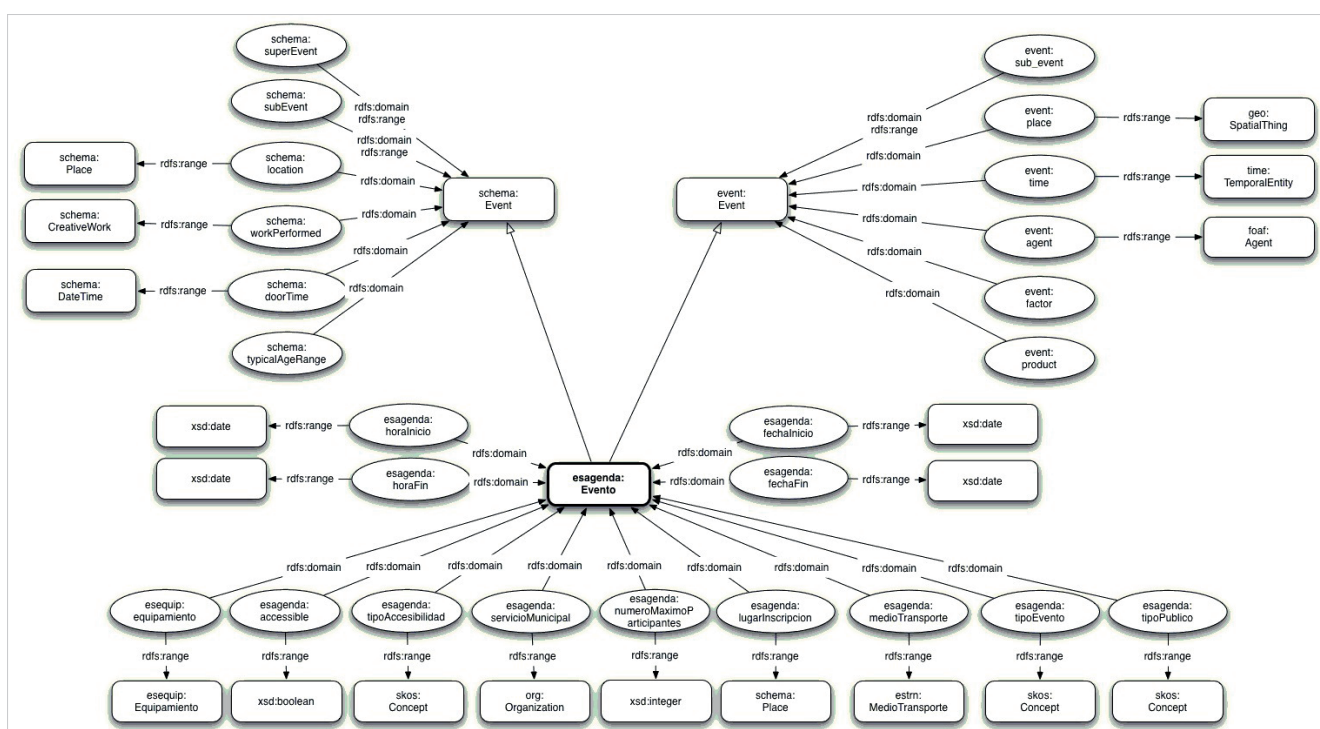 schema:
superEvent
event:
sub_event
schema:
subEvent
rdfs:domain
rdfs:range
rdfs:domain
rdfs:range
event:
place
rdfs:range
geo:
SpatialThing
rdfs:domain
rdfs:range
rdfs:domain
schema:
Place
rdfs:range
schema:
location
rdfs:domain
schema:
Event
event:
Event
rdfs:domain
event:
time
rdfs:range
time:
TemporalEntity
schema:
CreativeWork
rdfs:range
schema:
workPerformed
rdfs:domain
rdfs:domain
event:
agent
rdfs:range
foaf:
Agent
rdfs:domain
rdfs:domain
schema:
DateTime
rdfs:range
schema:
doorTime
rdfs:domain
rdfs:domain
event:
factor
schema:
typicalAgeRange
event:
product
xsd:date
rdfs:range
esagenda:
horaInicio
rdfs:domain
rdfs:domain
esagenda:
fechaInicio
rdfs:range
xsd:date
xsd:date
rdfs:range
esagenda:
horaFin
rdfs:domain
esagenda:
Evento
rdfs:domain
esagenda:
fechaFin
rdfs:range
xsd:date
rdfs:domain
rdfs:domain
rdfs:domain
rdfs:domain
rdfs:domain
rdfs:domain
rdfs:domain
rdfs:domain
rdfs:domain
esequip:
equipamiento
esagenda:
accessible
esagenda:
tipoAccesibilidad
esagenda:
servicioMunicipal
esagenda:
numeroMaximoP
articipantes
esagenda:
lugarInscripcion
esagenda:
medioTransporte
esagenda:
tipoEvento
esagenda:
tipoPublico
rdfs:range
rdfs:range
rdfs:range
rdfs:range
rdfs:range
rdfs:range
rdfs:range
rdfs:range
rdfs:range
esequip:
Equipamiento
xsd:boolean
skos:
Concept
org:
Organization
xsd:integer
schema:
Place
estrn:
MedioTransporte
skos:
Concept
skos:
Concept